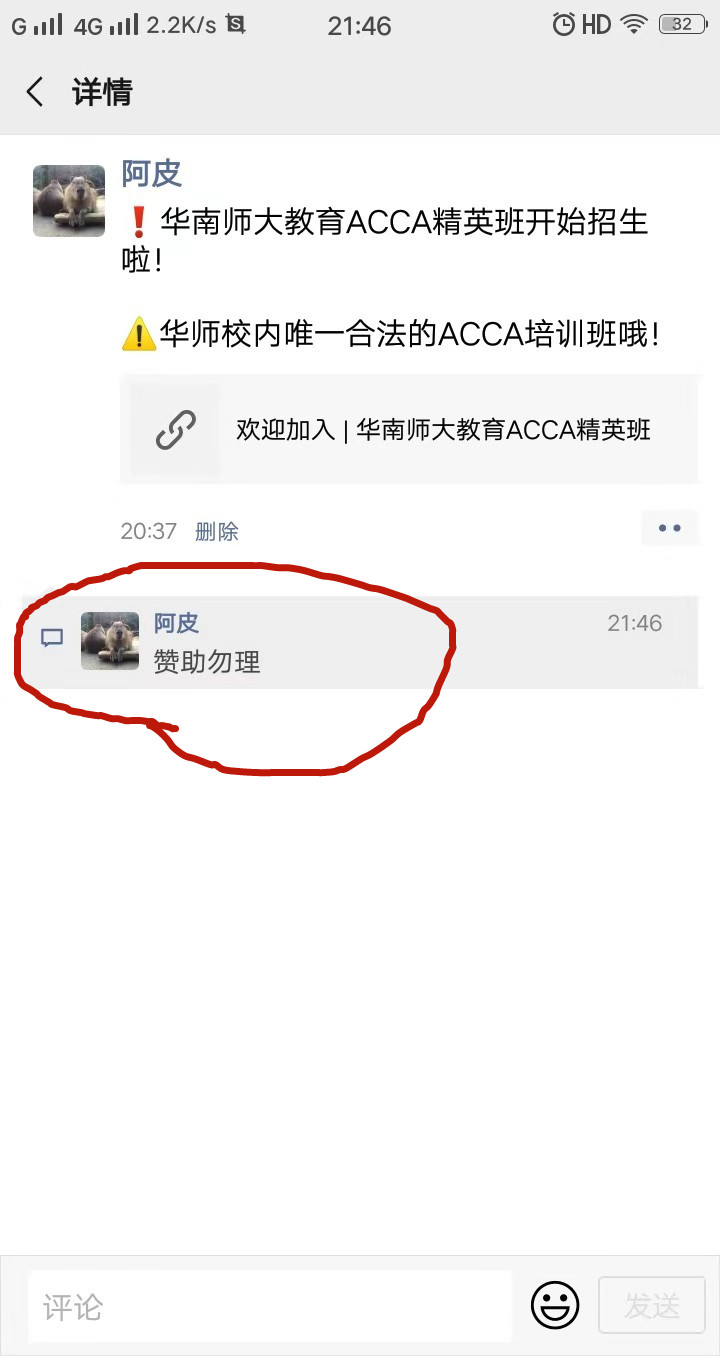 G 4G 2.2K/s 21:46 HD 32
详情
阿皮
❗华南师大教育ACCA精英班开始招生
啦!
⚠️华师校内唯一合法的ACCA培训班哦!
欢迎加入 | 华南师大教育ACCA精英班
20:37 删除
阿皮 21:46
赞助勿理
评论 发送